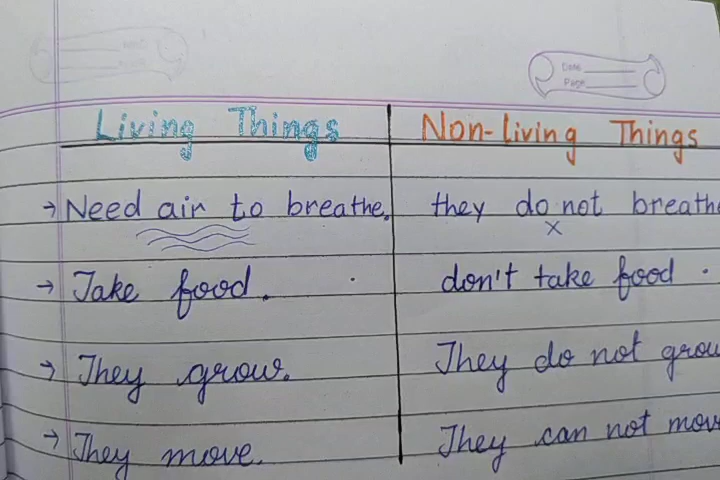 Date
Page
Living Things Non-Living Things
→ Need air to breathe. they do not breathe
x
→ Take food. don't take food.
→ They grow. They do not grow
→ They move. They can not move